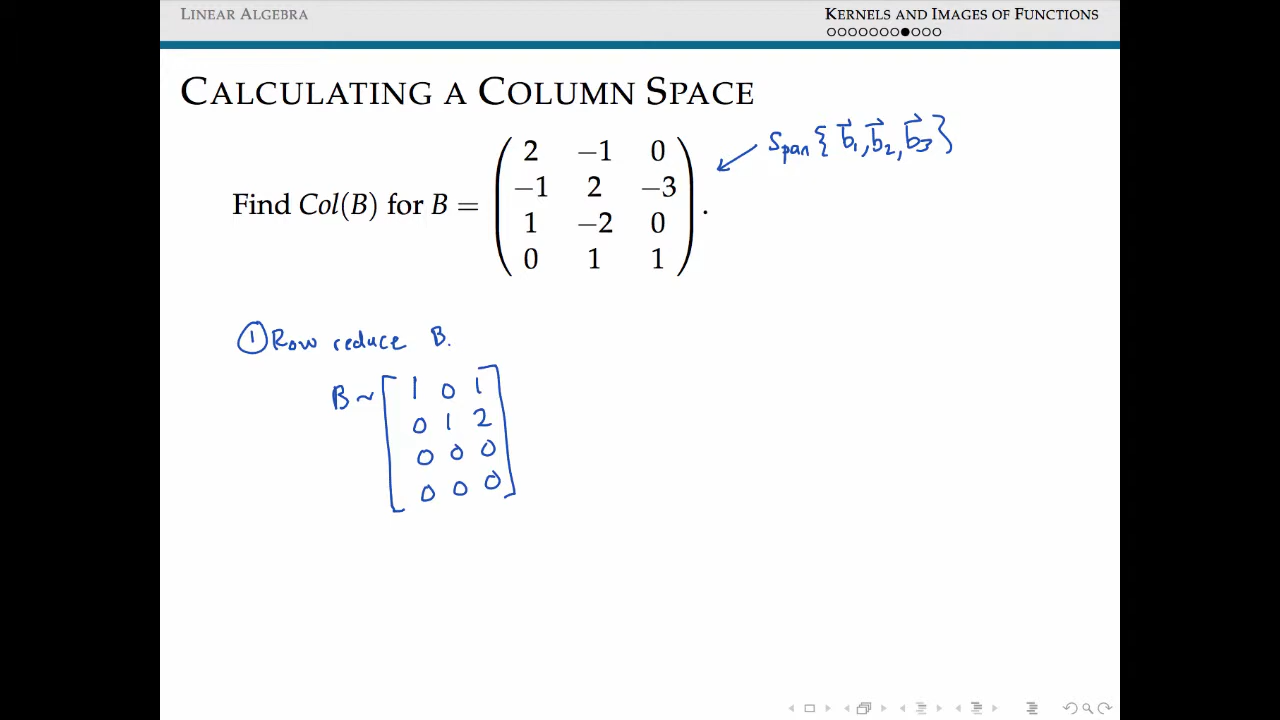 LINEAR ALGEBRA
KERNELS AND IMAGES OF FUNCTIONS
CALCULATING A COLUMN SPACE
Span { b⃗1, b⃗2, b⃗3 }
2 −1 0
−1 2 −3
Find Col(B) for B = .
1 −2 0
0 1 1
① Row reduce B.
B ~
1 0 1
0 1 2
0 0 0
0 0 0